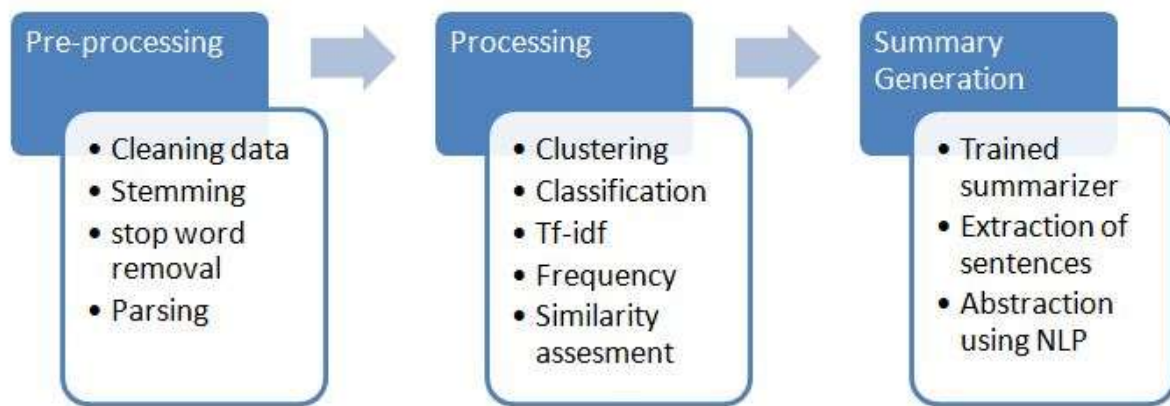 Pre-processing
• Cleaning data
• Stemming
• stop word
removal
• Parsing
Processing
• Clustering
• Classification
• Tf-idf
• Frequency
• Similarity
assesment
Summary
Generation
• Trained
summarizer
• Extraction of
sentences
• Abstraction
using NLP